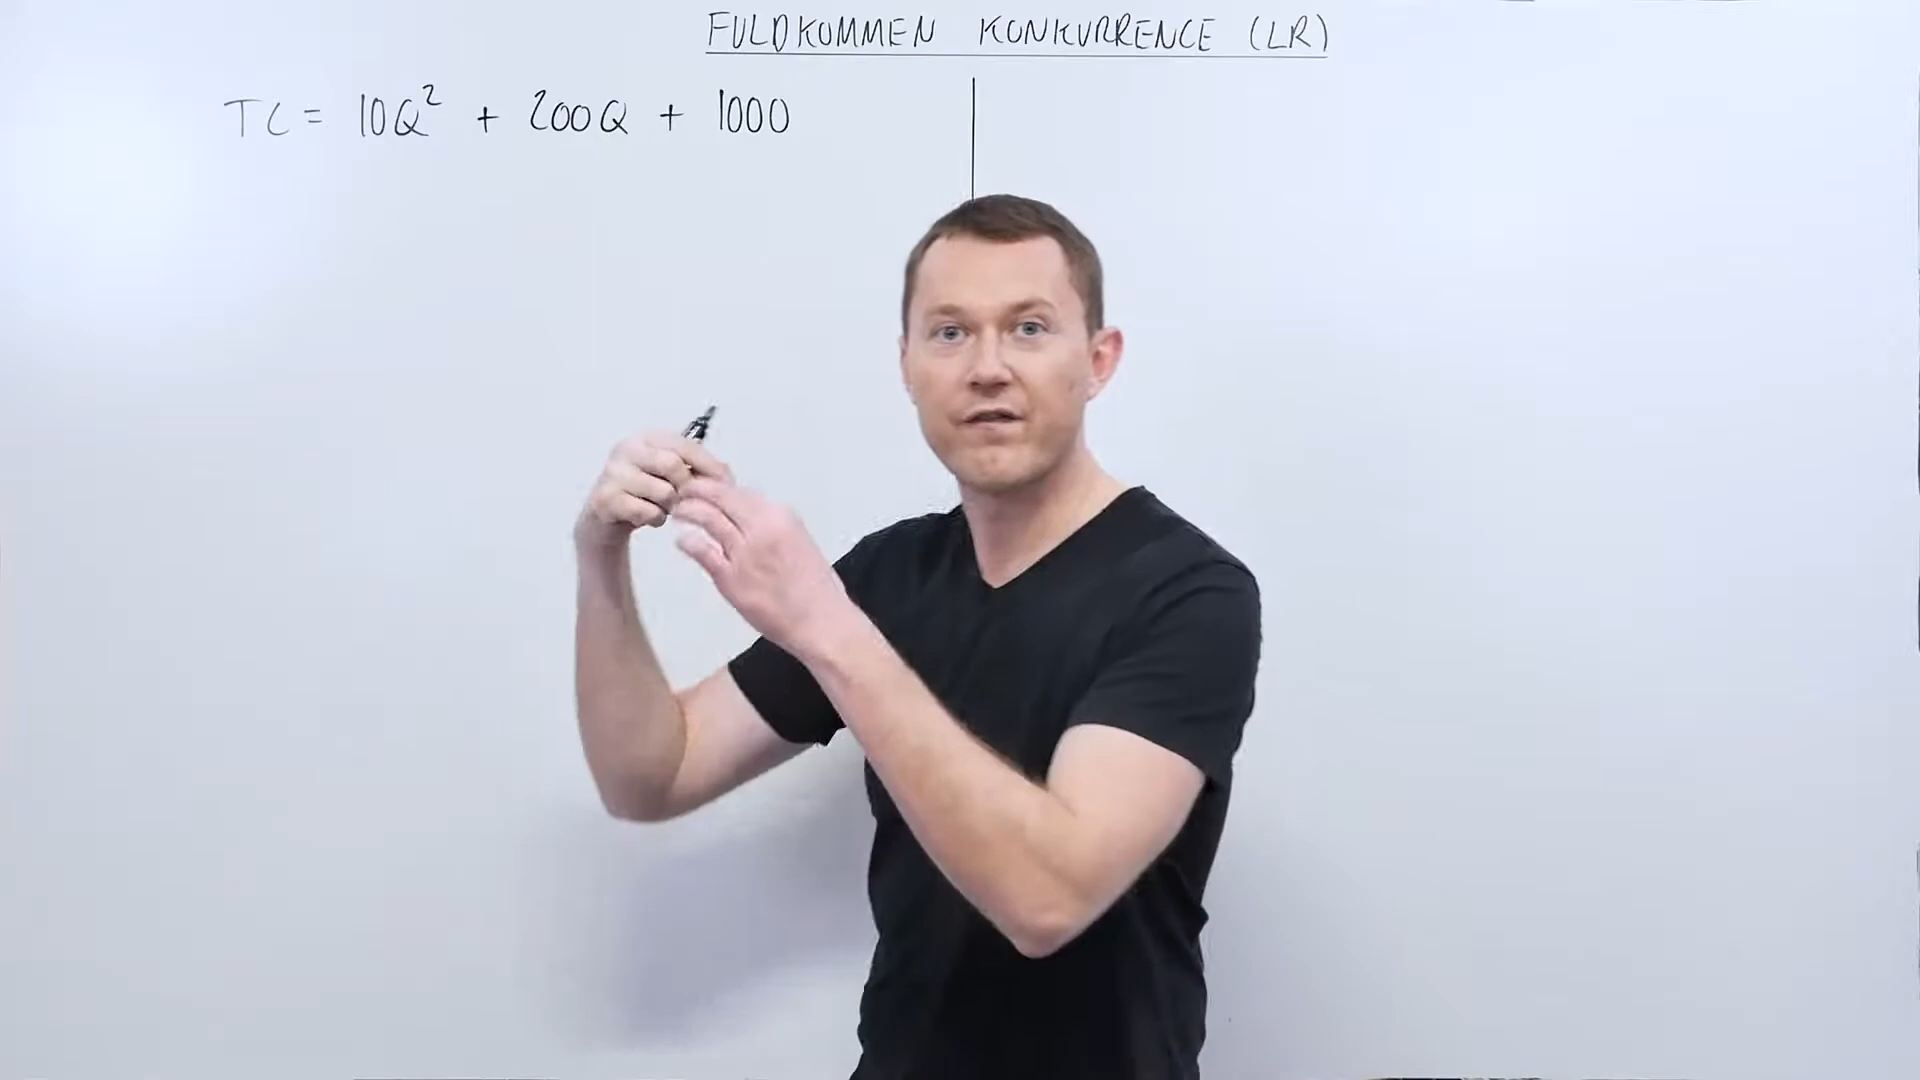 FULDKOMMEN KONKURRENCE (LR)
TC = 10Q² + 200Q + 1000